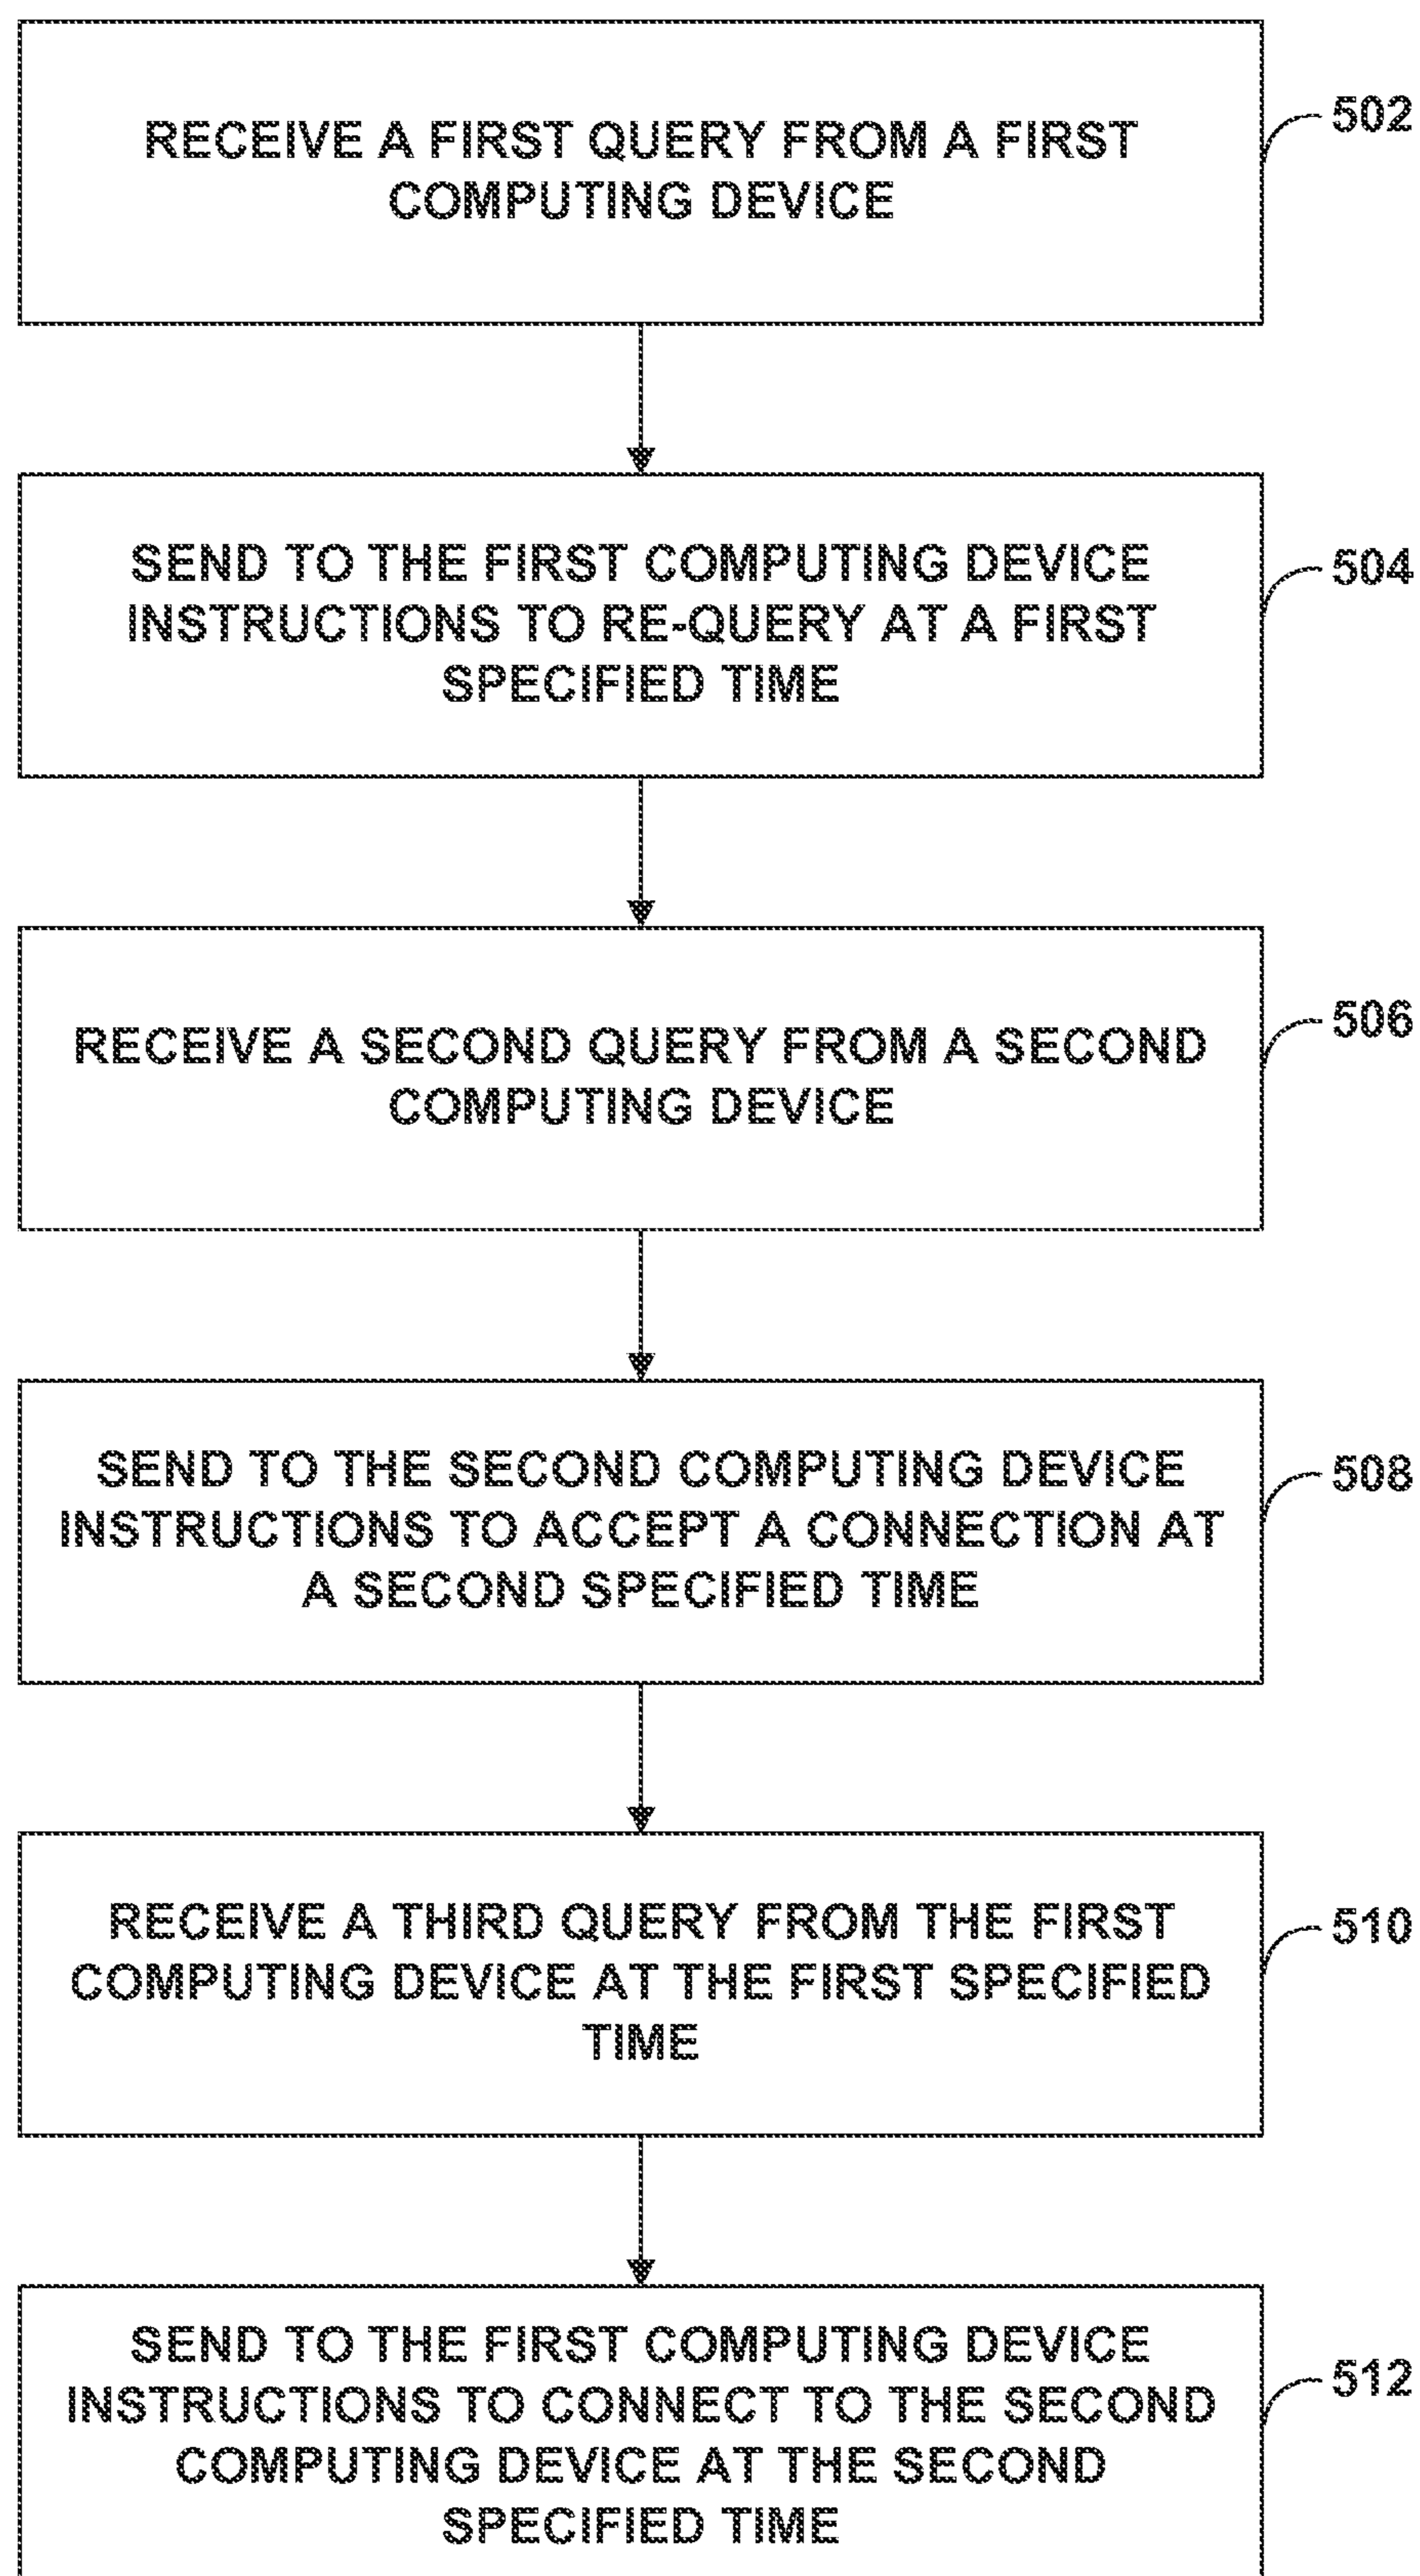 RECEIVE A FIRST QUERY FROM A FIRST
COMPUTING DEVICE
502
SEND TO THE FIRST COMPUTING DEVICE
INSTRUCTIONS TO RE-QUERY AT A FIRST
SPECIFIED TIME
504
RECEIVE A SECOND QUERY FROM A SECOND
COMPUTING DEVICE
506
SEND TO THE SECOND COMPUTING DEVICE
INSTRUCTIONS TO ACCEPT A CONNECTION AT
A SECOND SPECIFIED TIME
508
RECEIVE A THIRD QUERY FROM THE FIRST
COMPUTING DEVICE AT THE FIRST SPECIFIED
TIME
510
SEND TO THE FIRST COMPUTING DEVICE
INSTRUCTIONS TO CONNECT TO THE SECOND
COMPUTING DEVICE AT THE SECOND
SPECIFIED TIME
512